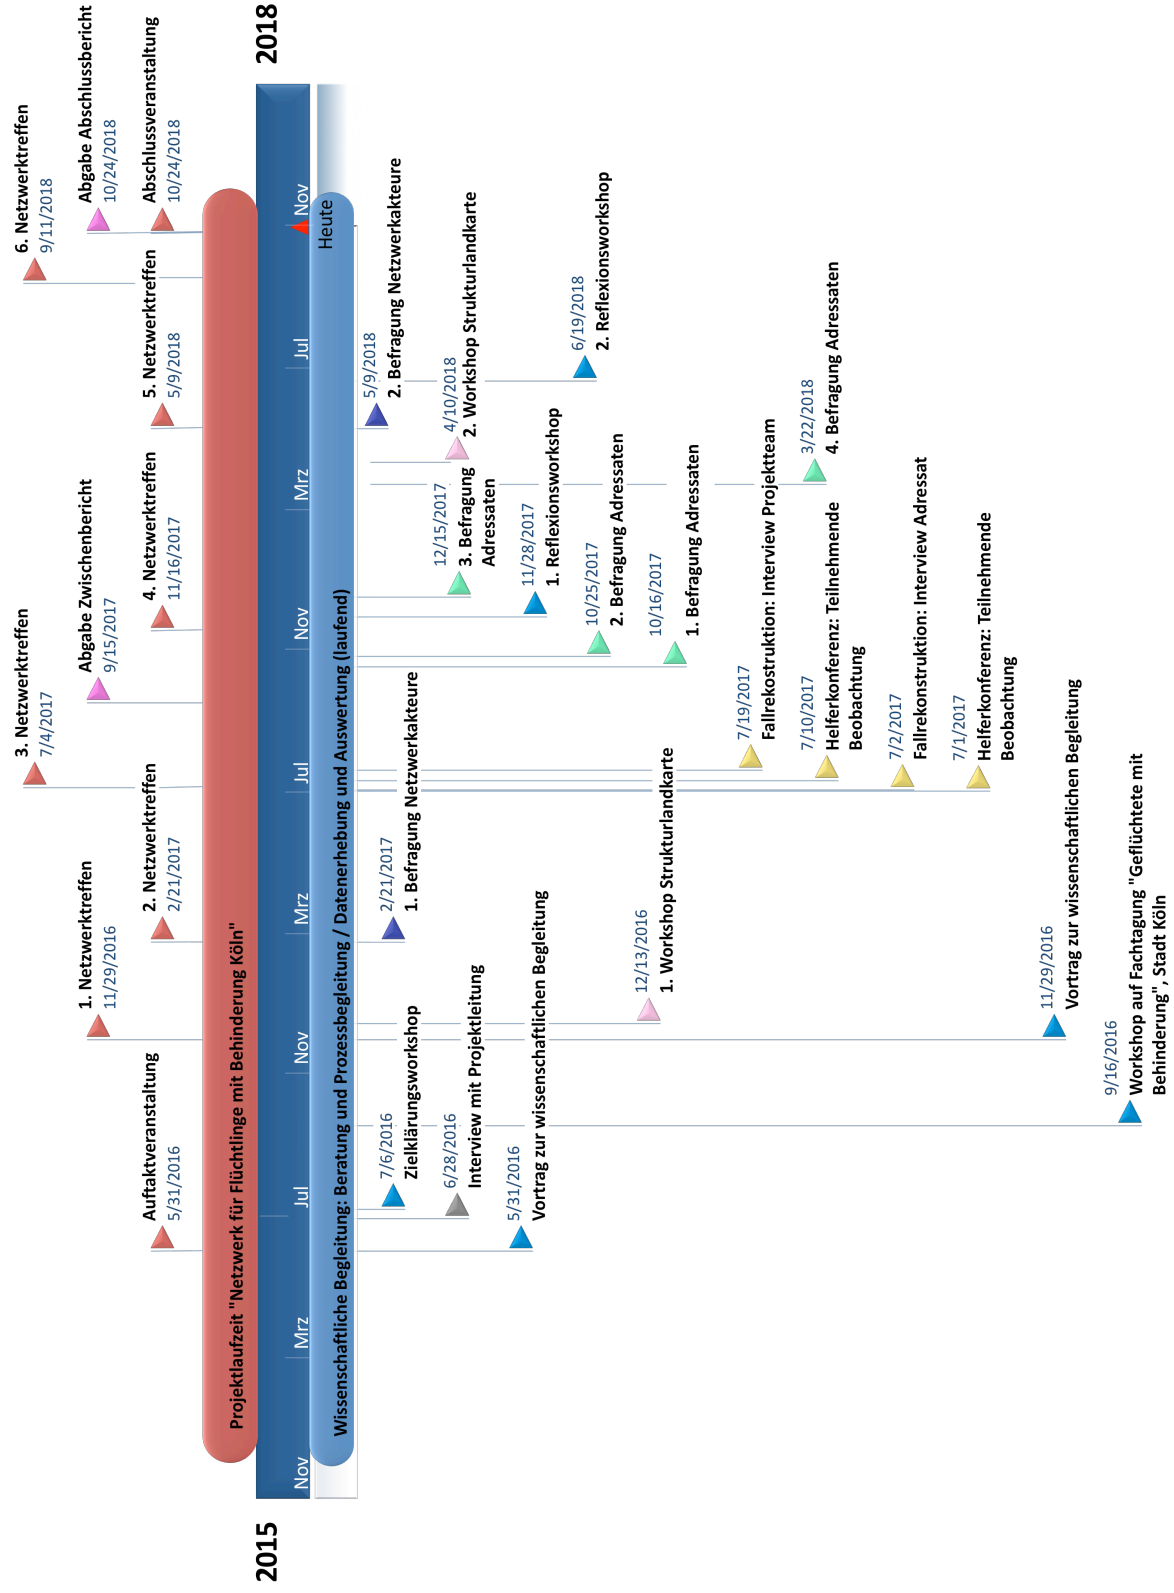 6. Netzwerktreffen
9/11/2018
3. Netzwerktreffen
7/4/2017
Abgabe Abschlussbericht
10/24/2018
Abgabe Zwischenbericht
9/15/2017
1. Netzwerktreffen
11/29/2016
Auftaktveranstaltung
5/31/2016
2. Netzwerktreffen
2/21/2017
4. Netzwerktreffen
11/16/2017
5. Netzwerktreffen
5/9/2018
Abschlussveranstaltung
10/24/2018
Projektlaufzeit "Netzwerk für Flüchtlinge mit Behinderung Köln"
2015
2018
Nov
Mrz
Jul
Nov
Mrz
Jul
Nov
Mrz
Jul
Nov
Heute
Wissenschaftliche Begleitung: Beratung und Prozessbegleitung / Datenerhebung und Auswertung (laufend)
5/9/2018
2. Befragung Netzwerkakteure
7/6/2016
Zielklärungsworkshop
2/21/2017
1. Befragung Netzwerkakteure
6/28/2016
Interview mit Projektleitung
12/15/2017
3. Befragung
Adressaten
4/10/2018
2. Workshop Strukturlandkarte
5/31/2016
Vortrag zur wissenschaftlichen Begleitung
11/28/2017
1. Reflexionsworkshop
6/19/2018
2. Reflexionsworkshop
10/25/2017
2. Befragung Adressaten
12/13/2016
1. Workshop Strukturlandkarte
10/16/2017
1. Befragung Adressaten
7/19/2017
Fallrekostruktion: Interview Projektteam
7/10/2017
Helferkonferenz: Teilnehmende
Beobachtung
3/22/2018
4. Befragung Adressaten
7/2/2017
Fallrekonstruktion: Interview Adressat
7/1/2017
Helferkonferenz: Teilnehmende
Beobachtung
11/29/2016
Vortrag zur wissenschaftlichen Begleitung
9/16/2016
Workshop auf Fachtagung "Geflüchtete mit
Behinderung", Stadt Köln